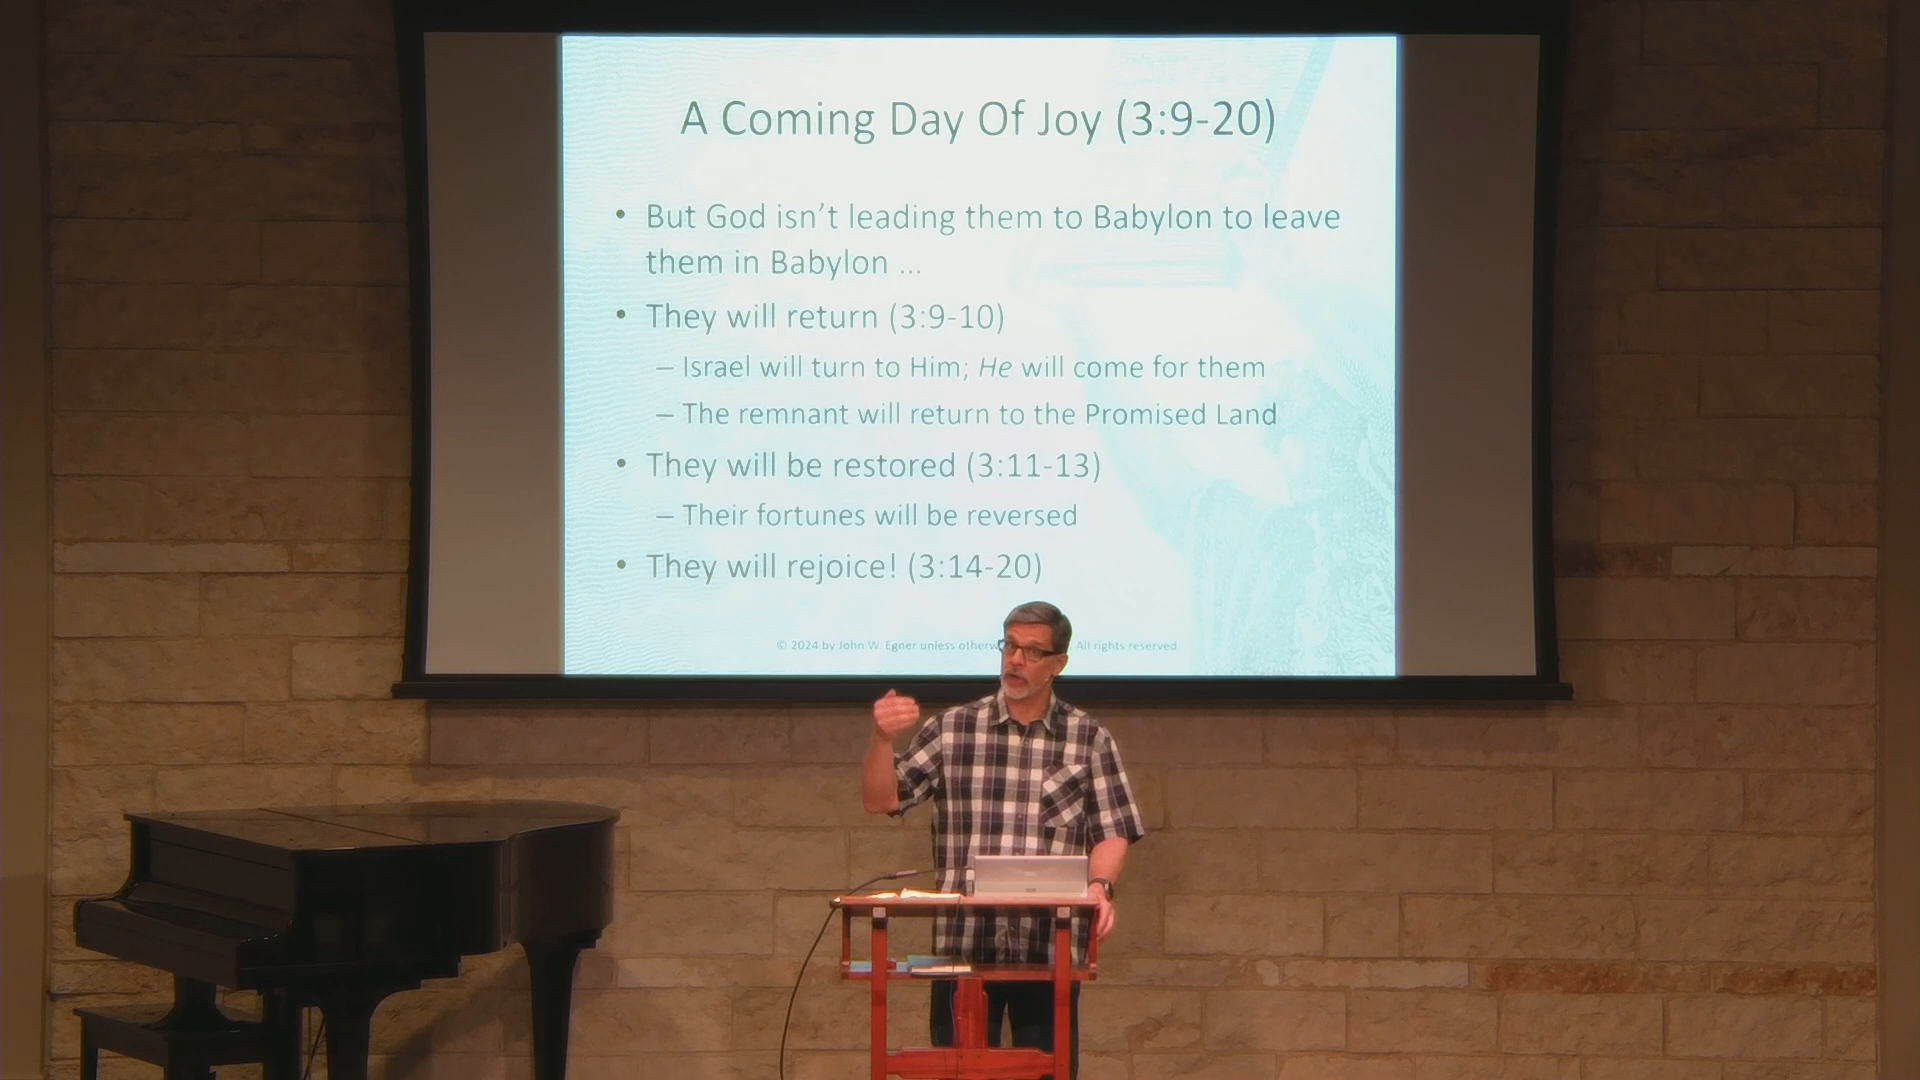 A Coming Day Of Joy (3:9-20)
• But God isn't leading them to Babylon to leave
them in Babylon ...
• They will return (3:9-10)
– Israel will turn to Him; He will come for them
– The remnant will return to the Promised Land
• They will be restored (3:11-13)
– Their fortunes will be reversed
• They will rejoice! (3:14-20)
© 2024 by John W. Egner unless All rights reserved